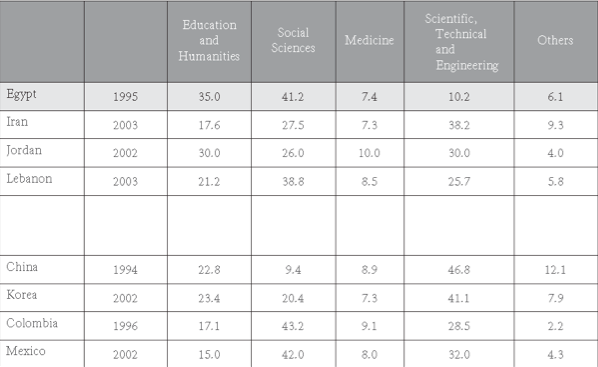 Education and Humanities Social Sciences Medicine Scientific, Technical and Engineering Others
Egypt 1995 35.0 41.2 7.4 10.2 6.1
Iran 2003 17.6 27.5 7.3 38.2 9.3
Jordan 2002 30.0 26.0 10.0 30.0 4.0
Lebanon 2003 21.2 38.8 8.5 25.7 5.8
China 1994 22.8 9.4 8.9 46.8 12.1
Korea 2002 23.4 20.4 7.3 41.1 7.9
Colombia 1996 17.1 43.2 9.1 28.5 2.2
Mexico 2002 15.0 42.0 8.0 32.0 4.3